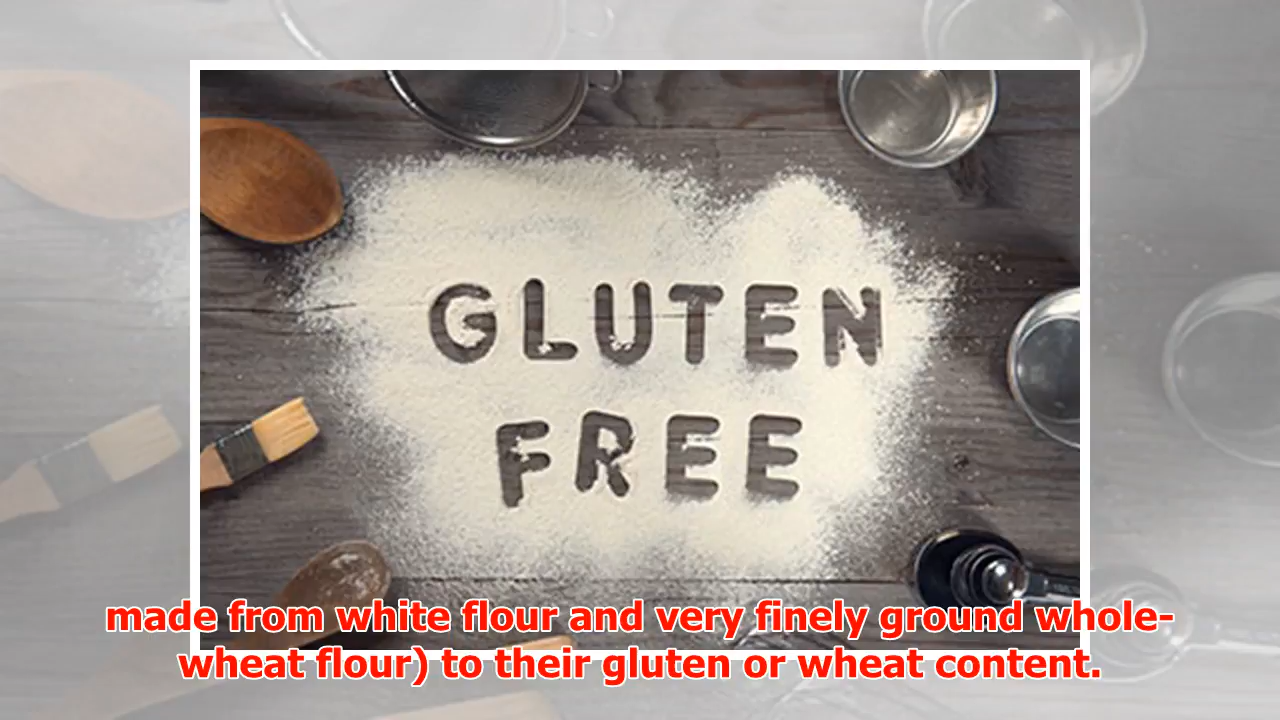 GLUTEN
FREE
made from white flour and very finely ground whole-
wheat flour) to their gluten or wheat content.